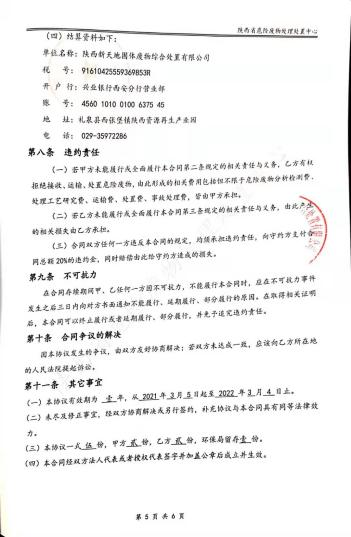 陕西省危险废物处理处置中心
（四）结算资料如下：
单位名称：陕西新天地固体废物综合处置有限公司
税 号： 91610425559369853R
开 户 行：兴业银行西安分行营业部
账 号： 4560 1010 0100 6375 45
地 址：礼泉县西张堡镇陕西资源再生产业园
电 话：029-35972286
第八条 违约责任
（一）若甲方未能履行或全面履行本合同第二条规定的相关责任与义务，乙方有权
拒绝接收、运输、处置危险废物，由此形成的相关费用包括但不限于危险废物分析检测费、
处理工艺研究费、运输费、处置费、事故处理费，皆由甲方承担。
（二）若乙方未能履行或全面履行本合同第三条规定的相关责任与义务，由此产生
的相关损失由乙方承担。
（三）合同双方任何一方违反本合同的规定，均须承担违约责任，向守约方支付合
同总额 20%的违约金，同时赔偿由此给守约方造成的损失。
第九条 不可抗力
在合同存续期间甲、乙任何一方因不可抗力，不能履行本合同时，应在不可抗力事件
发生之后三日内向对方书面通知不能履行、延期履行、部分履行的原因。在取得相关证明
后，本合同可以终止履行或者延期履行、部分履行，并免于追究违约责任。
第十条 合同争议的解决
因本协议发生的争议，由双方友好协商解决；若双方未达成一致，应该向乙方所在地
的人民法院提起诉讼。
第十一条 其它事宜
（一）本协议有效期为 壹 年，从 2021 年 3 月 5 日起至 2022 年 3 月 4 日止。
（二）未尽及修正事宜，经双方协商解决或另行签约，补充协议与本合同具有同等法律效
力。
（三）本协议一式 伍 份，甲方 贰 份，乙方 贰 份，环保局留存 壹 份。
（四）本合同经双方法人代表或者授权代表签字并加盖公章后成立并生效。
第 5 页 共 6 页